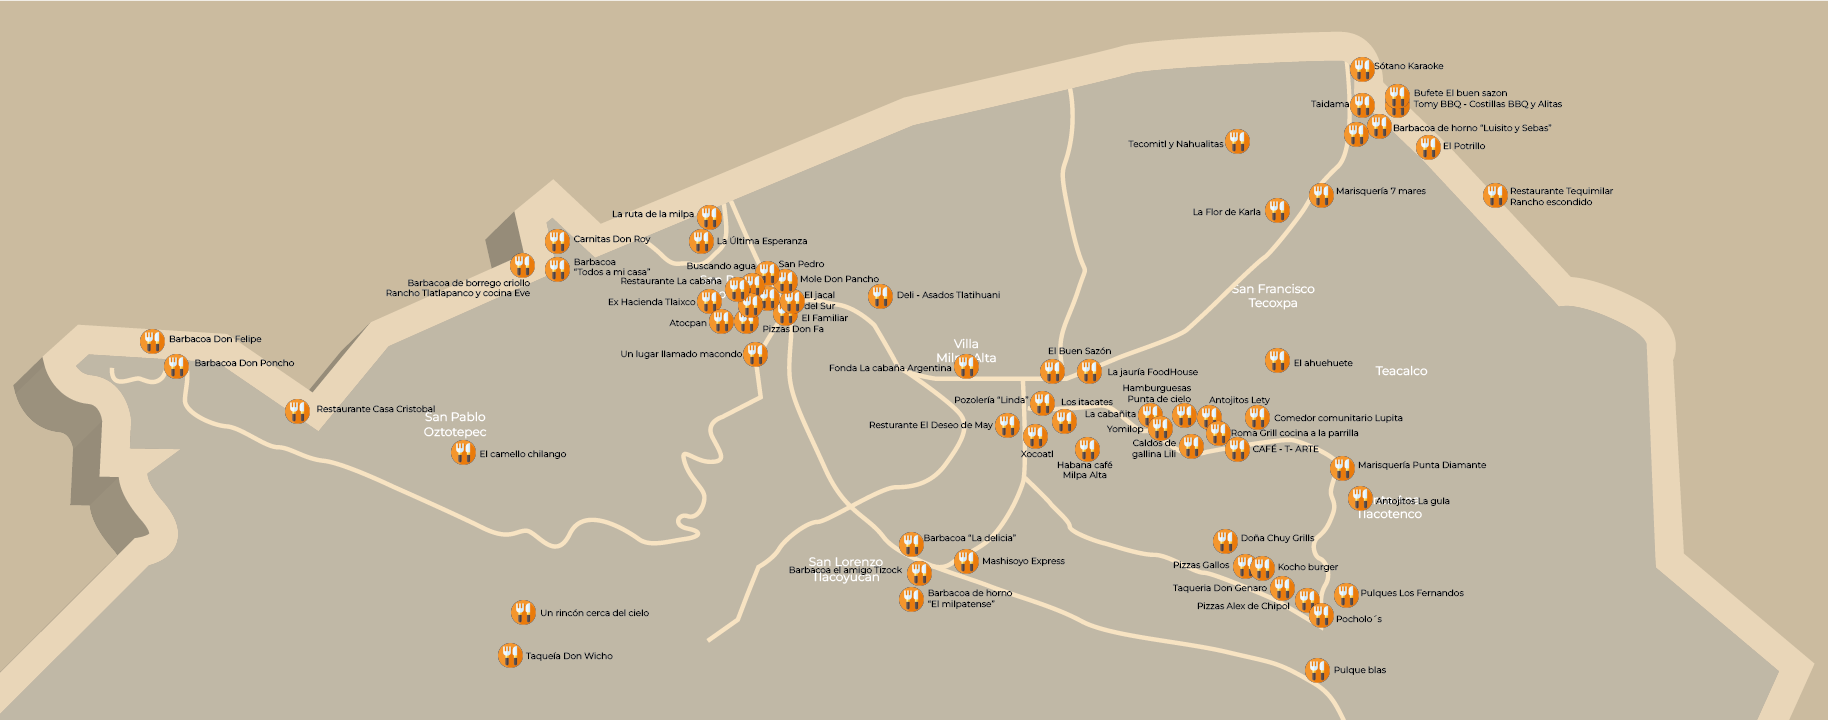 Sótano Karaoke
Bufete El buen sazon
Tomy BBQ - Costillas BBQ y Alitas
Taidama
Barbacoa de horno "Luisito y Sebas"
El Potrillo
Tecomitl y Nahualitas
Marisquería 7 mares
Restaurante Tequimilar
Rancho escondido
La Flor de Karla
La ruta de la milpa
La Última Esperanza
Carnitas Don Roy
Barbacoa
"Todos a mi casa"
Barbacoa de borrego criollo
Rancho Tlatlapanco y cocina Eve
Buscando agua
San Pedro
Restaurante La cabaña
Mole Don Pancho
Ex Hacienda Tlaixco
El jacal
del Sur
Deli - Asados Tlatihuani
Atocpan
El Familiar
Pizzas Don Fa
Un lugar llamado macondo
San Francisco
Tecoxpa
Barbacoa Don Felipe
Barbacoa Don Poncho
Restaurante Casa Cristobal
San Pablo
Oztotepec
El camello chilango
Villa
Milpa Alta
Fonda La cabaña Argentina
El Buen Sazón
La jauría FoodHouse
El ahuehuete
Teacalco
Hamburguesas
Punta de cielo
Pozolería "Linda"
Los itacates
La cabañita
Antojitos Lety
Comedor comunitario Lupita
Resturante El Deseo de May
Yomilop
Roma Grill cocina a la parrilla
Xocoatl
Caldos de
gallina Lili
CAFÉ - T- ARTE
Habana café
Milpa Alta
Marisquería Punta Diamante
Antojitos La gula
Tlacotenco
Barbacoa "La delicia"
Doña Chuy Grills
San Lorenzo
Tlacoyucan
Barbacoa el amigo Tizock
Mashisoyo Express
Pizzas Gallos
Kocho burger
Barbacoa de horno
"El milpatense"
Taqueria Don Genaro
Pulques Los Fernandos
Pizzas Alex de Chipol
Pocholo´s
Un rincón cerca del cielo
Taqueía Don Wicho
Pulque blas